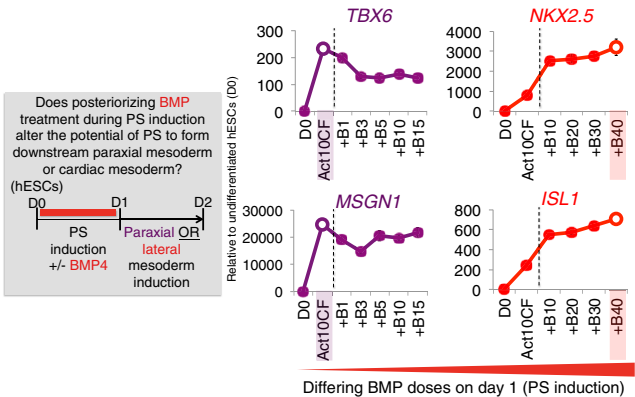 Does posteriorizing BMP
treatment during PS induction
alter the potential of PS to form
downstream paraxial mesoderm
or cardiac mesoderm?
(hESCs)
D0 D1 D2
PS
induction
+/- BMP4
Paraxial OR
lateral
mesoderm
induction
Relative to undifferentiated hESCs (D0)
TBX6
300
200
100
0
D0
Act10CF
+B1
+B3
+B5
+B10
+B15
NKX2.5
4000
3000
2000
1000
0
D0
Act10CF
+B10
+B20
+B30
+B40
MSGN1
30000
20000
10000
0
D0
Act10CF
+B1
+B3
+B5
+B10
+B15
ISL1
800
600
400
200
0
D0
Act10CF
+B10
+B20
+B30
+B40
Differing BMP doses on day 1 (PS induction)